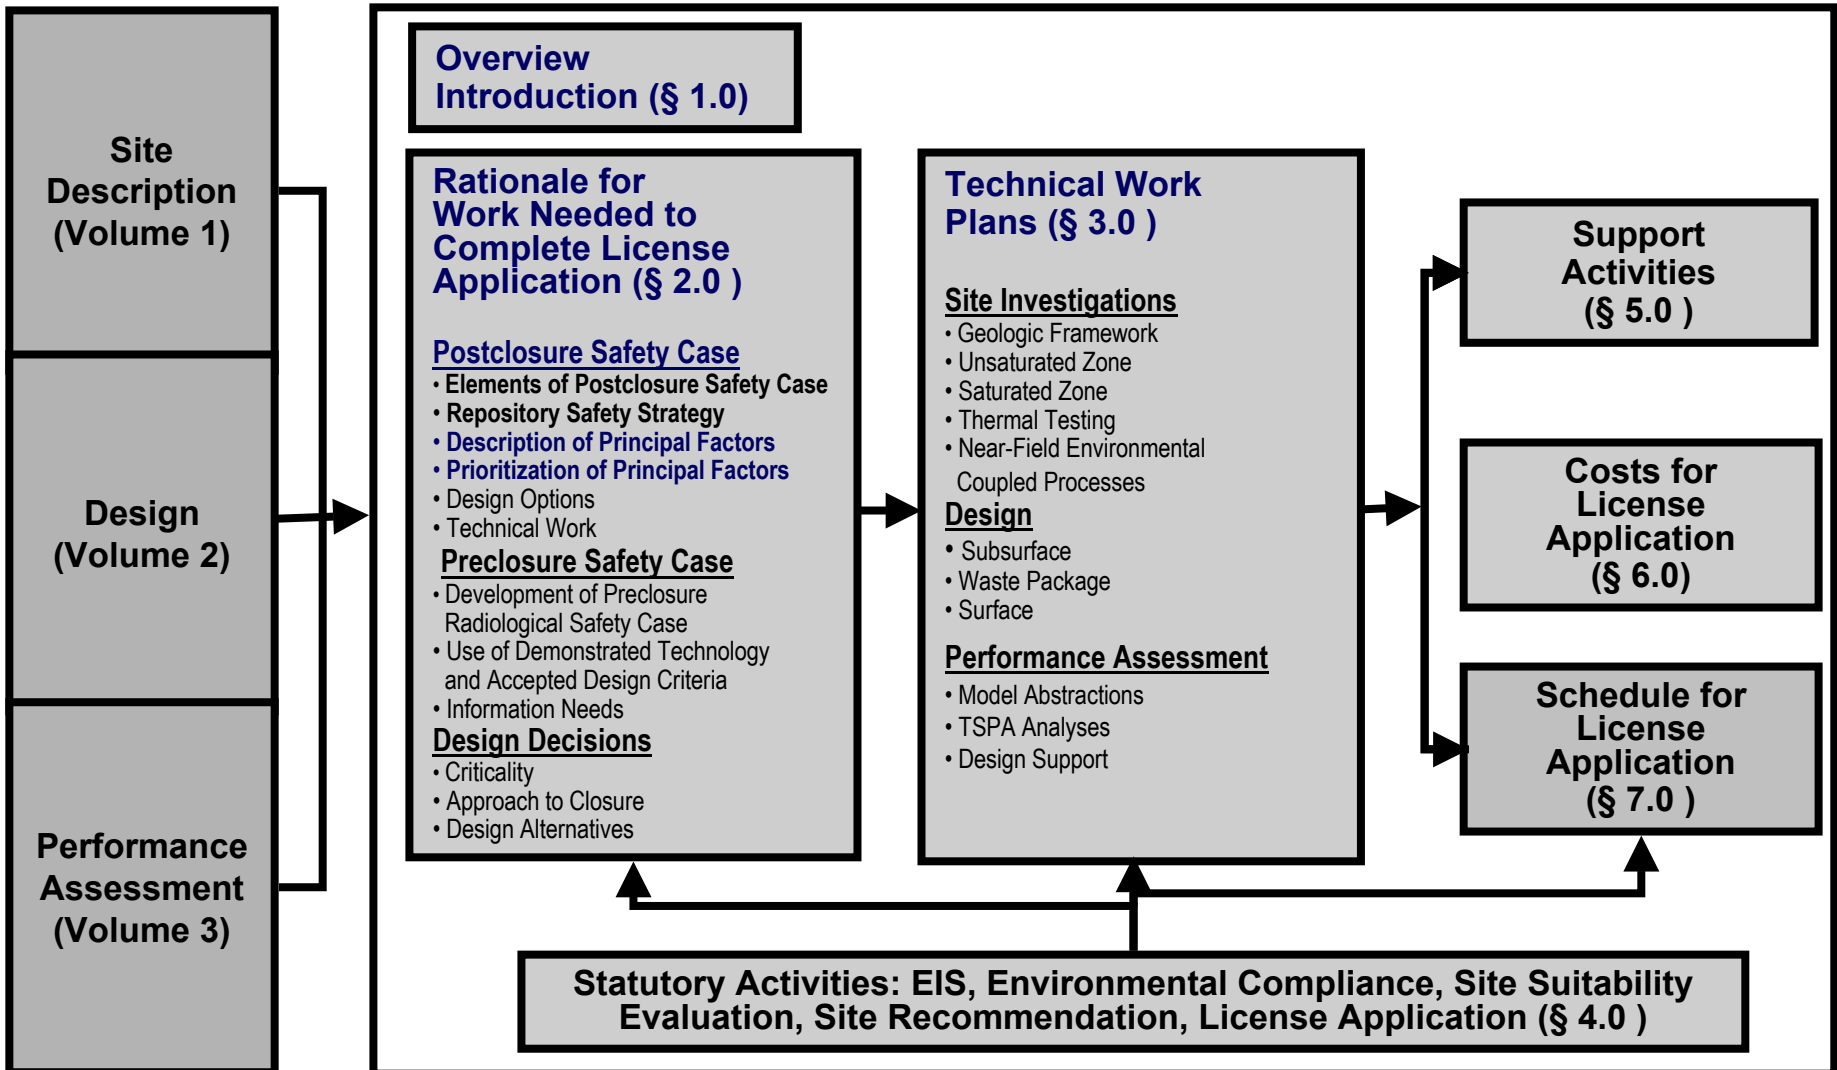 Site
Description
(Volume 1)
Design
(Volume 2)
Performance
Assessment
(Volume 3)
Overview
Introduction (§ 1.0)
Rationale for
Work Needed to
Complete License
Application (§ 2.0 )
Postclosure Safety Case
• Elements of Postclosure Safety Case
• Repository Safety Strategy
• Description of Principal Factors
• Prioritization of Principal Factors
• Design Options
• Technical Work
Preclosure Safety Case
• Development of Preclosure
Radiological Safety Case
• Use of Demonstrated Technology
and Accepted Design Criteria
• Information Needs
Design Decisions
• Criticality
• Approach to Closure
• Design Alternatives
Technical Work
Plans (§ 3.0 )
Site Investigations
• Geologic Framework
• Unsaturated Zone
• Saturated Zone
• Thermal Testing
• Near-Field Environmental
Coupled Processes
Design
• Subsurface
• Waste Package
• Surface
Performance Assessment
• Model Abstractions
• TSPA Analyses
• Design Support
Support
Activities
(§ 5.0 )
Costs for
License
Application
(§ 6.0)
Schedule for
License
Application
(§ 7.0 )
Statutory Activities: EIS, Environmental Compliance, Site Suitability
Evaluation, Site Recommendation, License Application (§ 4.0 )